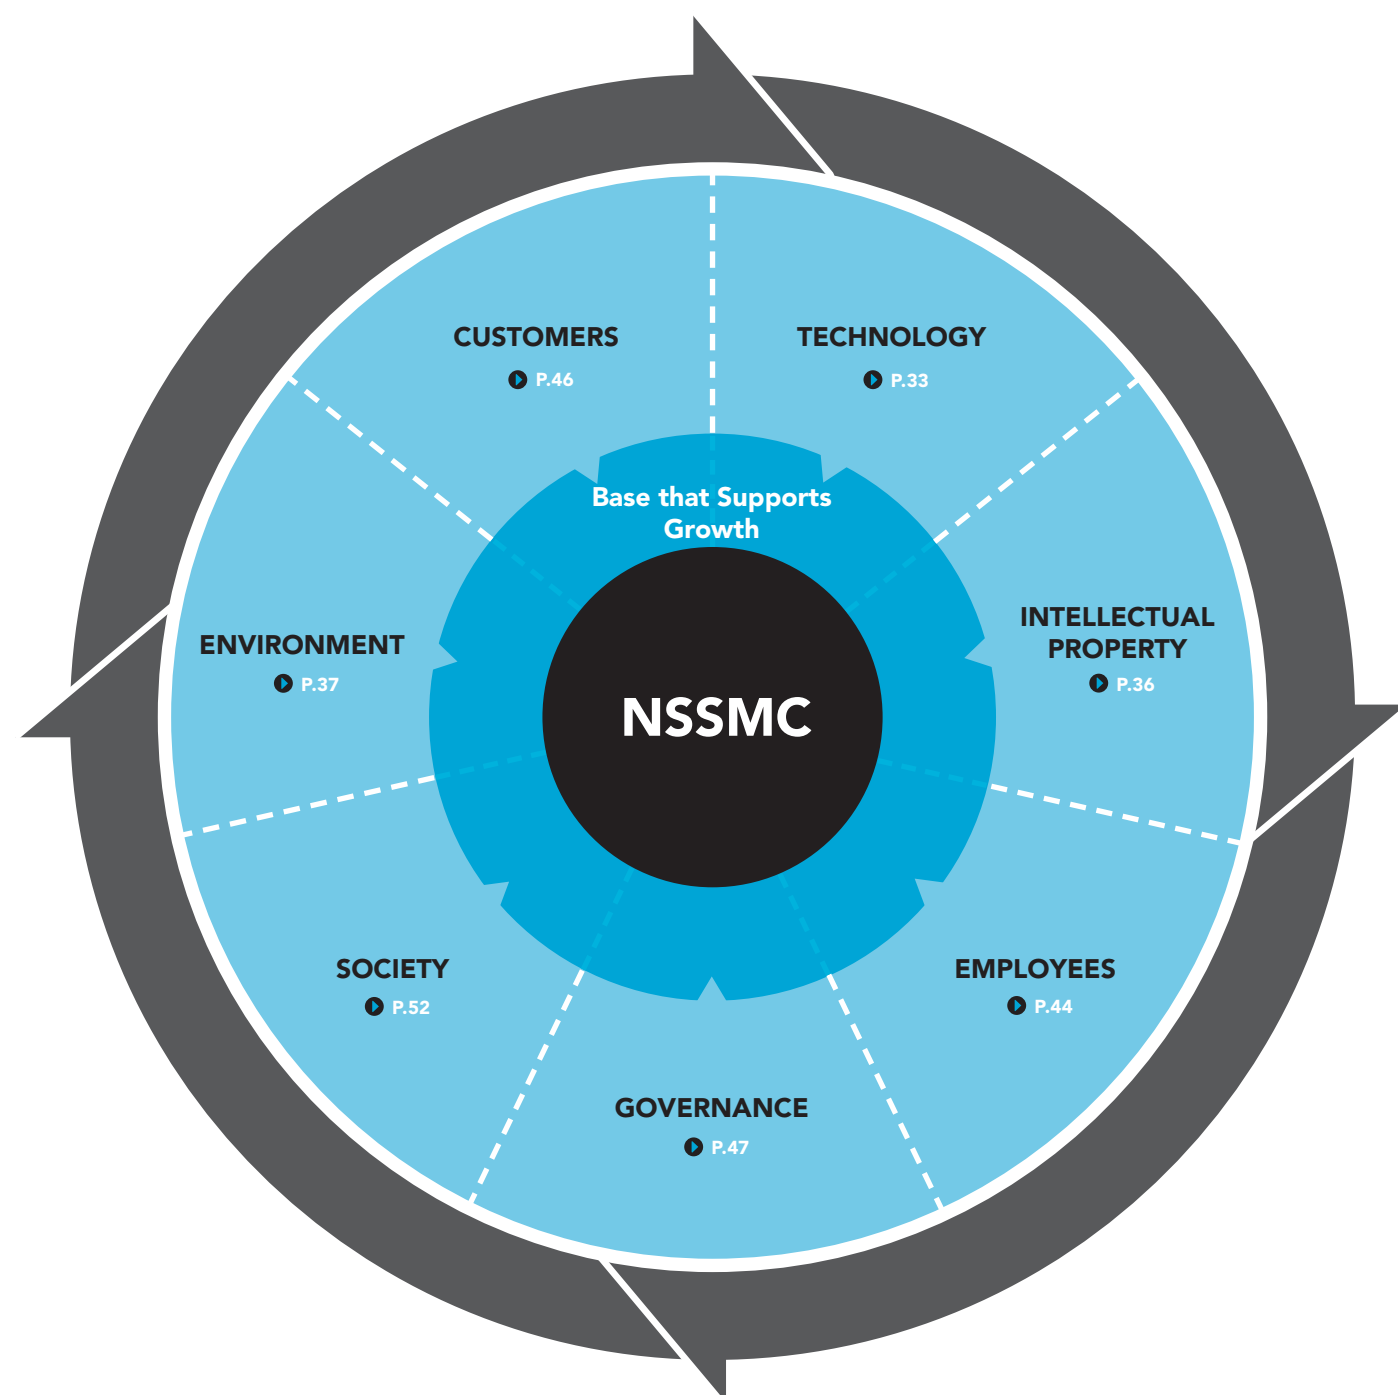 CUSTOMERS
P.46
TECHNOLOGY
P.33
Base that Supports
Growth
ENVIRONMENT
P.37
NSSMC
INTELLECTUAL
PROPERTY
P.36
SOCIETY
P.52
EMPLOYEES
P.44
GOVERNANCE
P.47